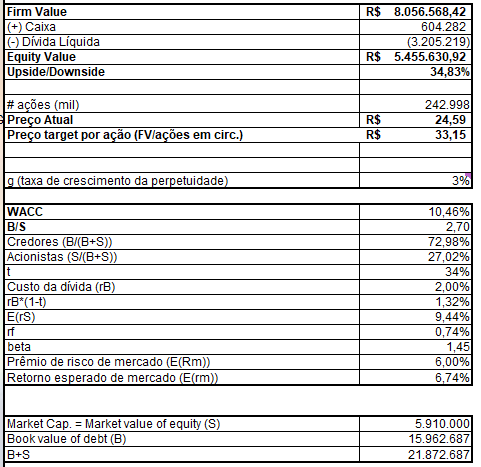 Firm Value R$ 8.056.568,42
(+) Caixa 604.282
(-) Dívida Líquida (3.205.219)
Equity Value R$ 5.455.630,92
Upside/Downside 34,83%
# ações (mil) 242.998
Preço Atual R$ 24,59
Preço target por ação (FV/ações em circ.) R$ 33,15
g (taxa de crescimento da perpetuidade) 3%
WACC 10,46%
B/S 2,70
Credores (B/(B+S)) 72,98%
Acionistas (S/(B+S)) 27,02%
t 34%
Custo da dívida (rB) 2,00%
rB*(1-t) 1,32%
E(rS) 9,44%
rf 0,74%
beta 1,45
Prêmio de risco de mercado (E(Rm)) 6,00%
Retorno esperado de mercado (E(rm)) 6,74%
Market Cap. = Market value of equity (S) 5.910.000
Book value of debt (B) 15.962.687
B+S 21.872.687